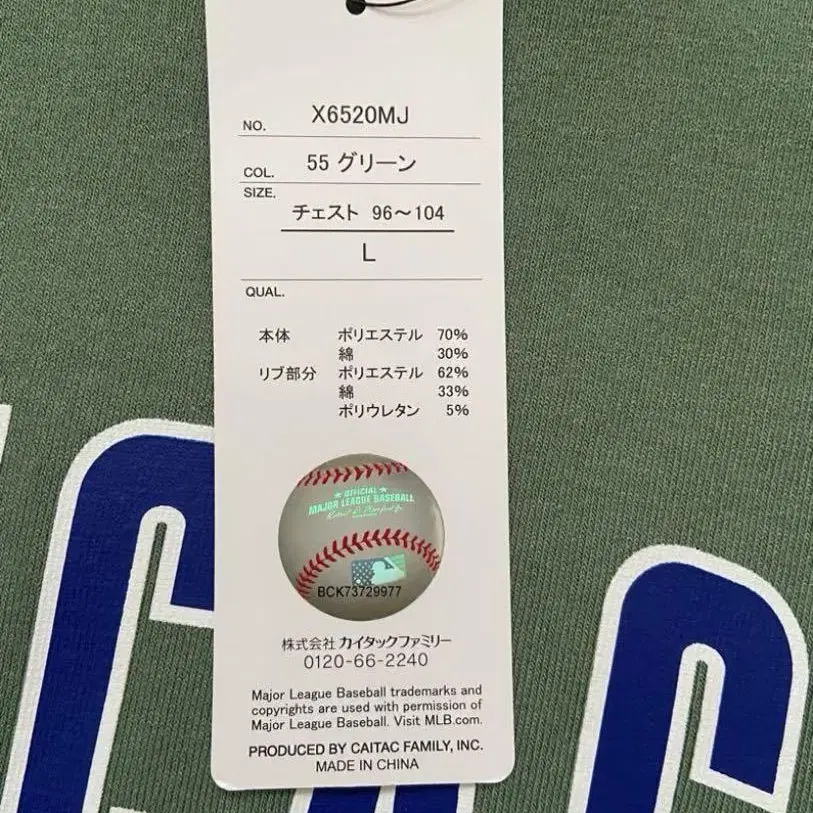 NO. X6520MJ
COL. 55 グリーン
SIZE.
チェスト 96～104
L
QUAL.
本体 ポリエステル 70%
綿 30%
リブ部分 ポリエステル 62%
綿 33%
ポリウレタン 5%
★ OFFICIAL ★
MAJOR LEAGUE BASEBALL
BCK73729977
株式会社 カイタックファミリー
0120-66-2240
Major League Baseball trademarks and
copyrights are used with permission of
Major League Baseball. Visit MLB.com.
PRODUCED BY CAITAC FAMILY, INC.
MADE IN CHINA